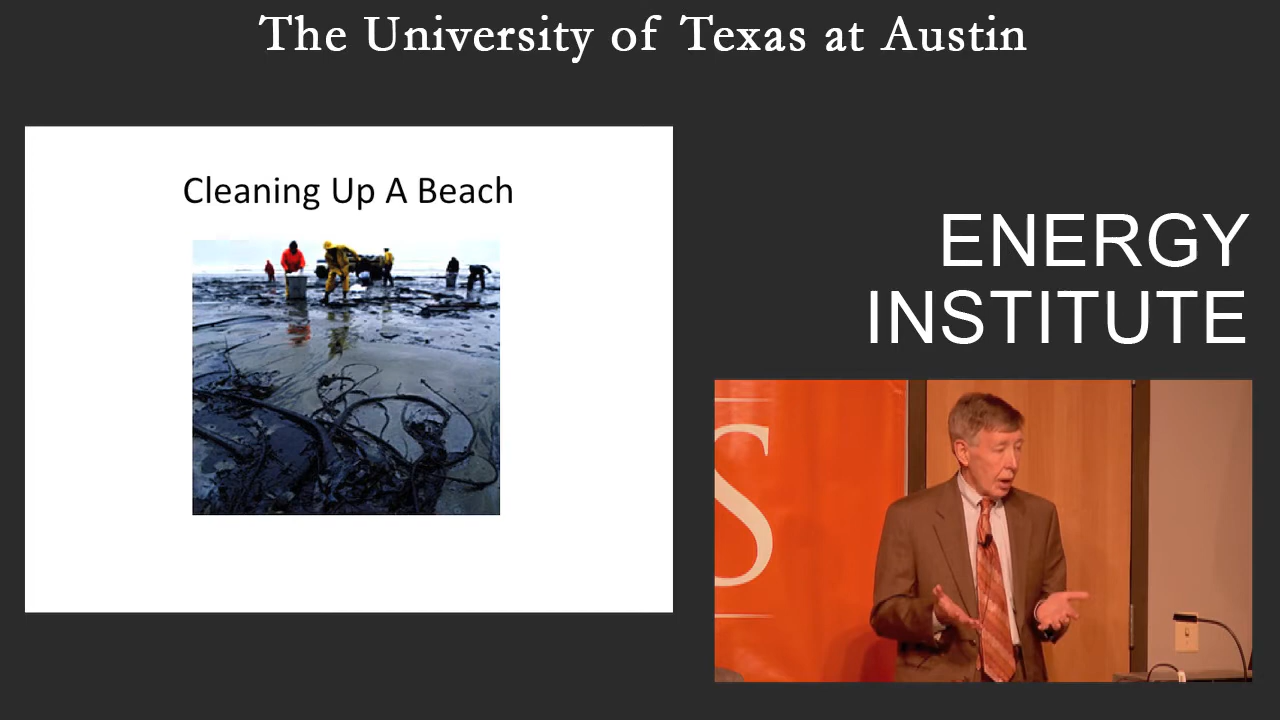 The University of Texas at Austin
Cleaning Up A Beach
ENERGY
INSTITUTE
S